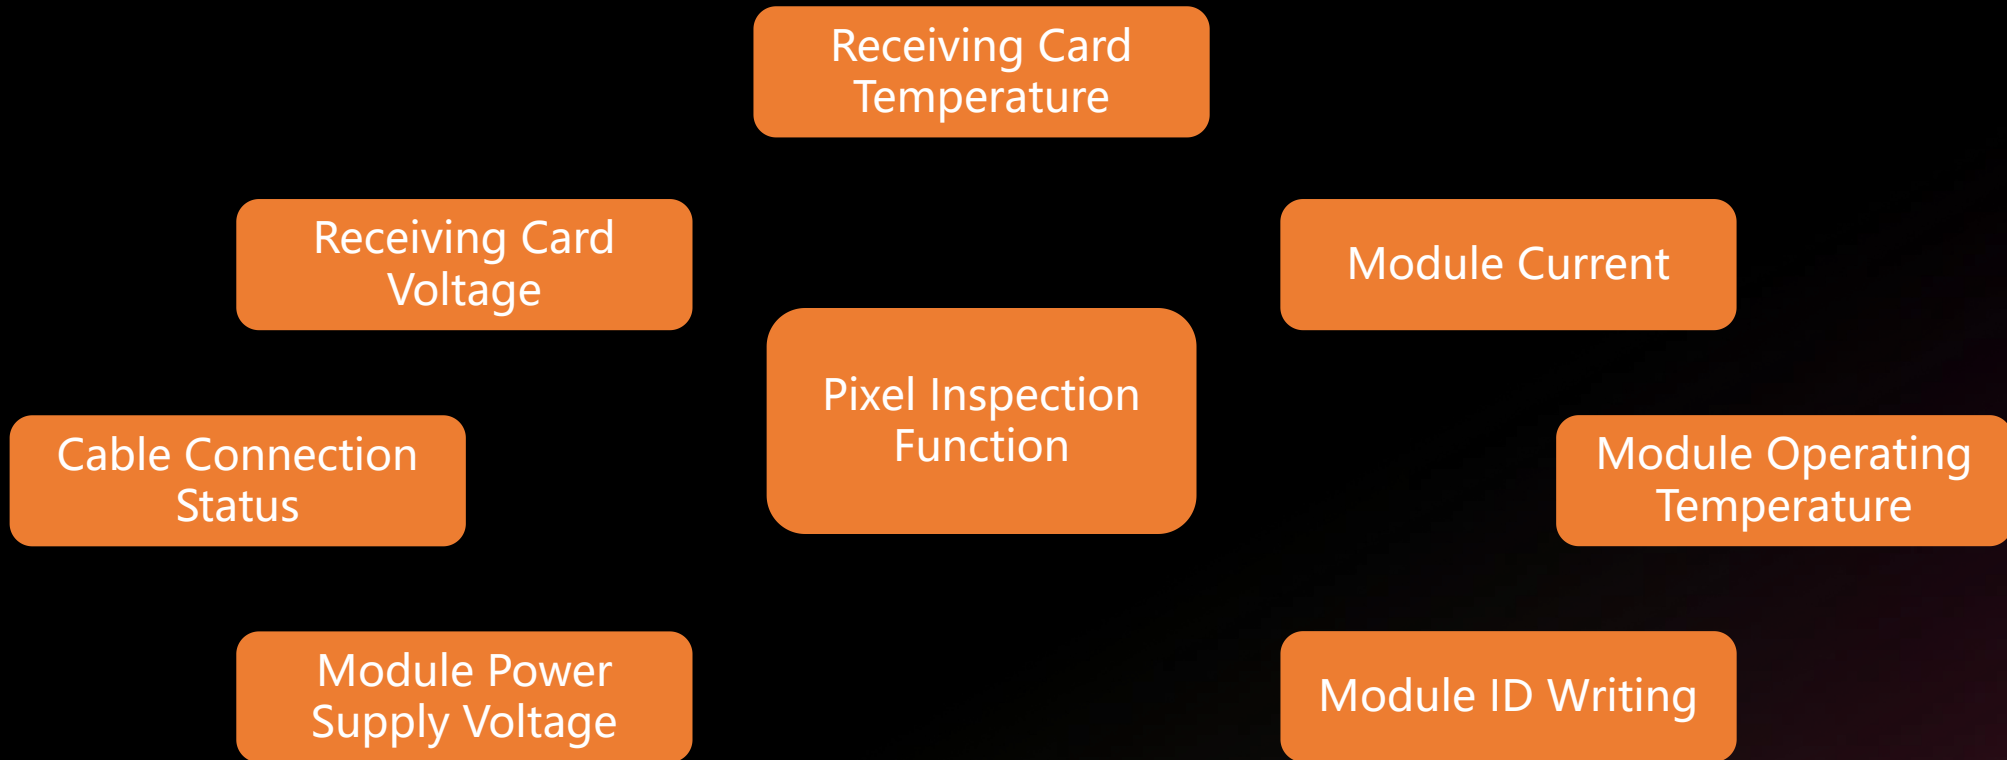 Receiving Card
Temperature
Receiving Card
Voltage
Module Current
Pixel Inspection
Function
Cable Connection
Status
Module Operating
Temperature
Module Power
Supply Voltage
Module ID Writing